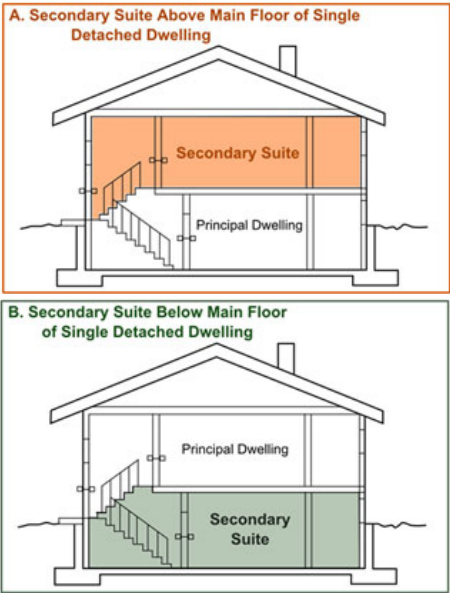 A. Secondary Suite Above Main Floor of Single
Detached Dwelling
Secondary Suite
Principal Dwelling
B. Secondary Suite Below Main Floor
of Single Detached Dwelling
Principal Dwelling
Secondary
Suite